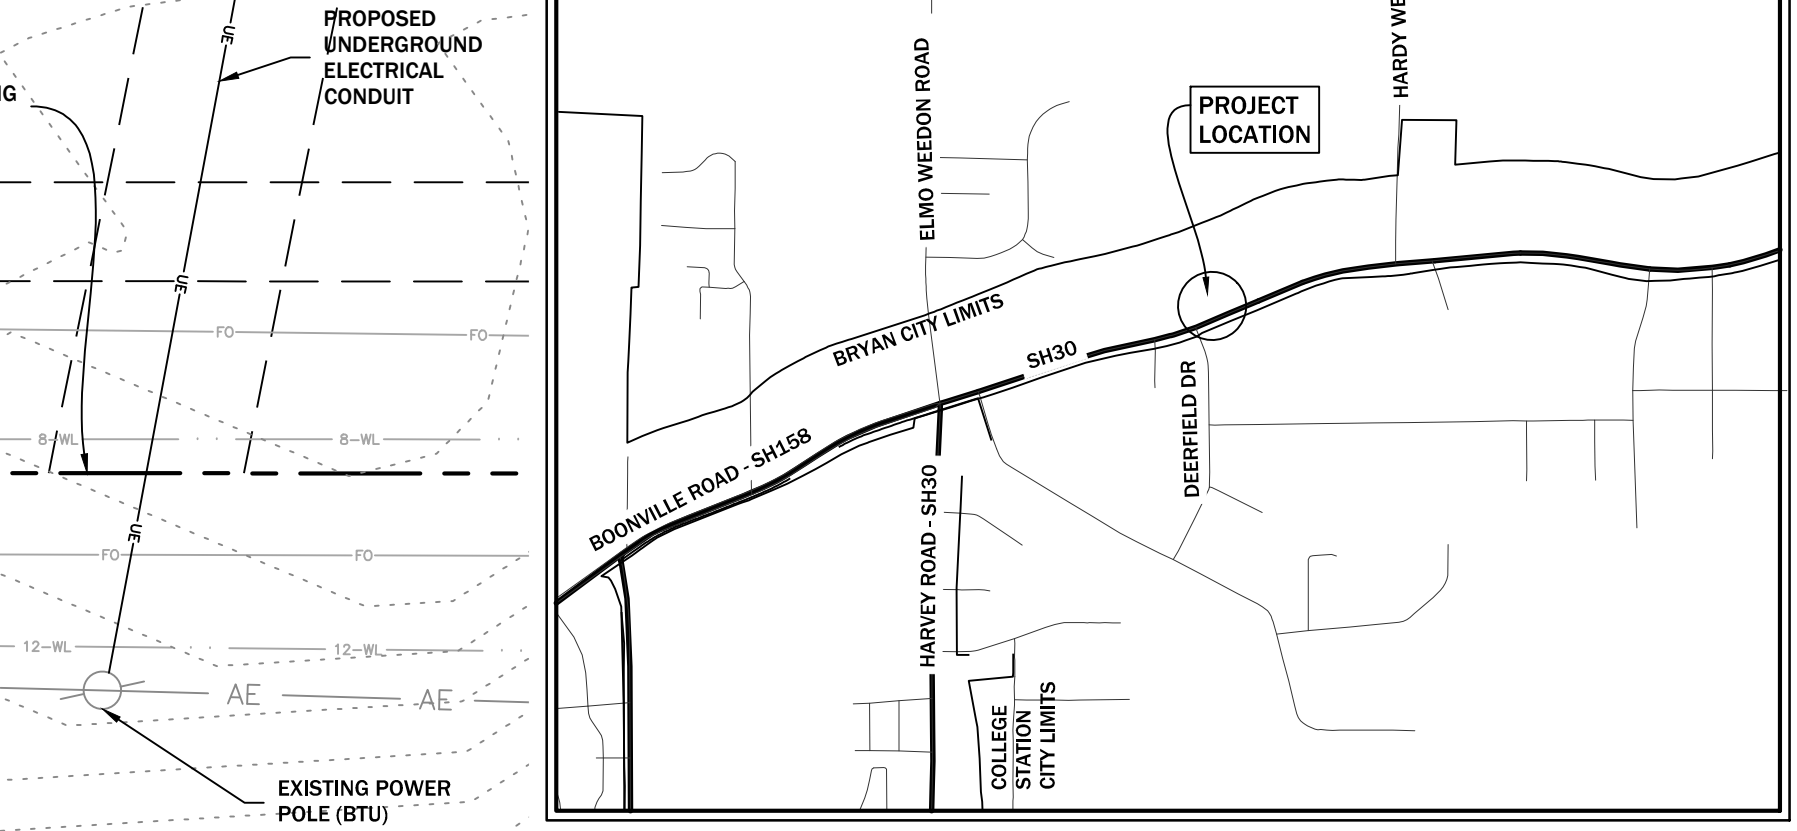 PROPOSED
UNDERGROUND
ELECTRICAL
CONDUIT
UE
UE
FO
FO
8-WL
8-WL
UE
FO
FO
12-WL
12-WL
AE
AE
EXISTING POWER
POLE (BTU)
ELMO WEEDON ROAD
PROJECT
LOCATION
BRYAN CITY LIMITS
SH30
BOONVILLE ROAD - SH158
DEERFIELD DR
HARVEY ROAD - SH30
COLLEGE
STATION
CITY LIMITS
HARDY